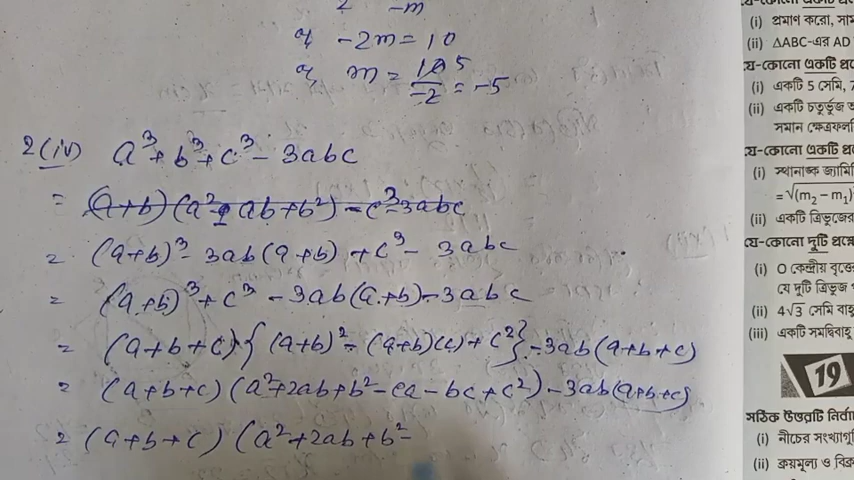 -m
-2m = 10
m = 10 5 / -2 = -5
2(iv) a³ + b³ + c³ - 3abc
= (a+b)(a² - ab + b²) - c³ - 3abc
= (a+b)³ - 3ab(a+b) + c³ - 3abc
= (a+b)³ + c³ - 3ab(a+b) - 3abc
= (a+b+c){(a+b)² - (a+b)(c) + c²} - 3ab(a+b+c)
= (a+b+c)(a²+2ab+b² - ca - bc + c²) - 3ab(a+b+c)
= (a+b+c)(a²+2ab+b² -
(i) প্রমাণ করো,
(ii) ΔABC-এর AD
যে-কোনো একটি
(i) একটি 5 সেমি,
(ii) একটি চতুর্ভুজ
সমান
যে-কোনো একটি
(i) স্থানাঙ্ক
= √(m₂ – m₁)
(ii) একটি ত্রিভুজের
যে-কোনো দুটি
(i) O কেন্দ্রীয়
যে দুটি ত্রিভুজ
(ii) 4√3 সেমি
(iii) একটি সমদ্বিবাহু
19
সঠিক উত্তরটি
(i) নীচের
(ii) ক্রয়মূল্য ও